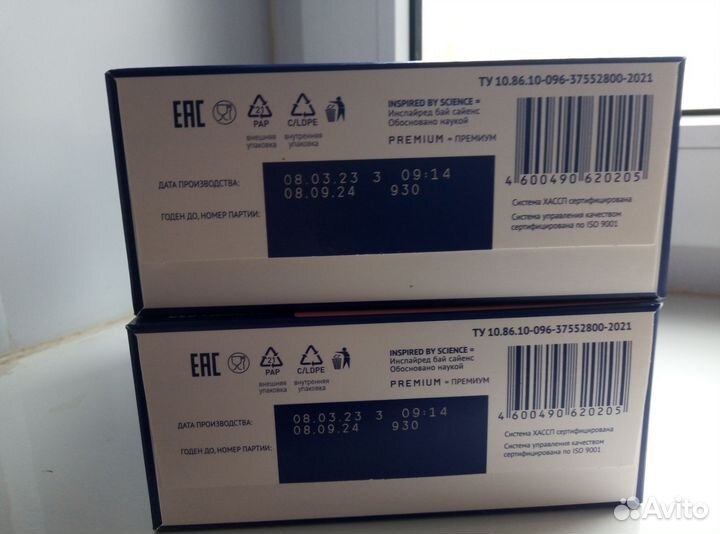 ТУ 10.86.10-096-37552800-2021
EAC
21
PAP
внешняя
упаковка
C/LDPE
внутренняя
упаковка
INSPIRED BY SCIENCE =
Инспайред бай сайенс
Обосновано наукой
PREMIUM = ПРЕМИУМ
ДАТА ПРОИЗВОДСТВА:
08.03.23 3 09:14
ГОДЕН ДО, НОМЕР ПАРТИИ:
08.09.24 930
4 600490 620205
Система ХАССП сертифицирована
Система управления качеством
сертифицирована по ISO 9001
ТУ 10.86.10-096-37552800-2021
EAC
21
PAP
внешняя
упаковка
C/LDPE
внутренняя
упаковка
INSPIRED BY SCIENCE =
Инспайред бай сайенс
Обосновано наукой
PREMIUM = ПРЕМИУМ
ДАТА ПРОИЗВОДСТВА:
08.03.23 3 09:14
ГОДЕН ДО, НОМЕР ПАРТИИ:
08.09.24 930
4 600490 620205
Система ХАССП сертифицирована
Система управления качеством
сертифицирована по ISO 9001
Avito